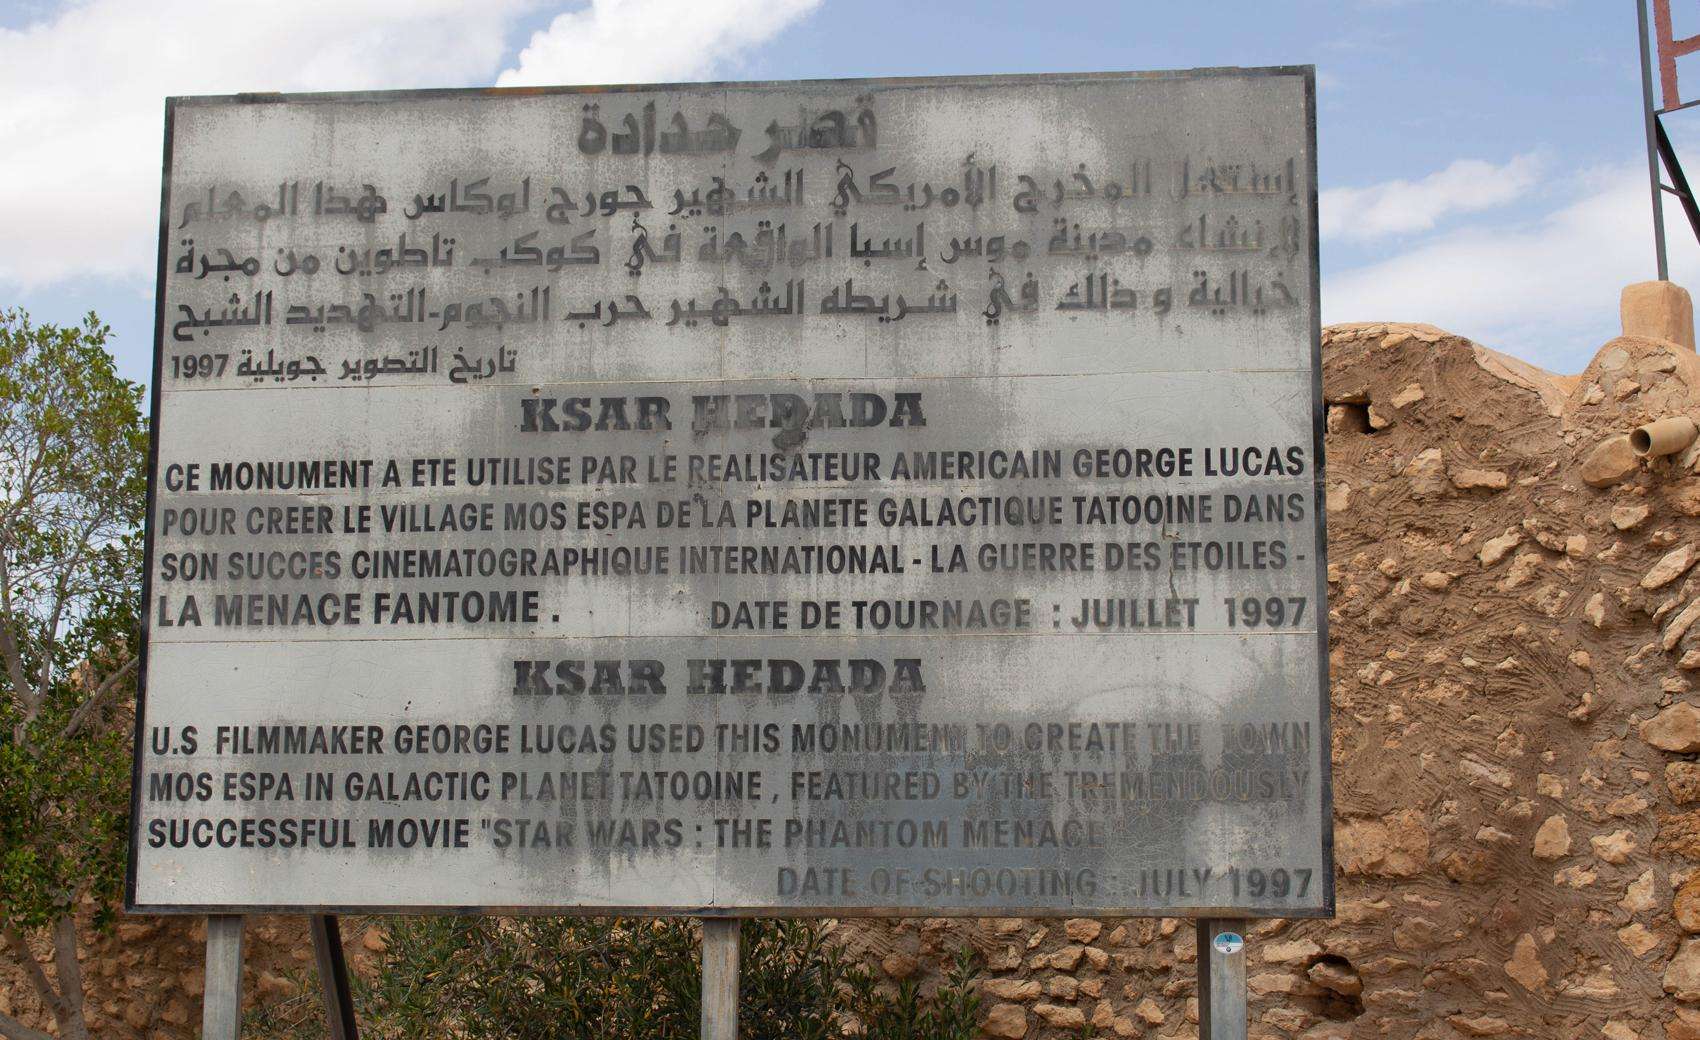 قصر حدادة
إستغل المخرج الأمريكي الشهير جورج لوكاس هذا المعلم
لإنشاء مدينة موس إسبا الواقعة في كوكب تاطوين من مجرة
خيالية و ذلك في شريطه الشهير حرب النجوم-التهديد الشبح
تاريخ التصوير جويلية 1997
KSAR HEDADA
CE MONUMENT A ETE UTILISE PAR LE REALISATEUR AMERICAIN GEORGE LUCAS
POUR CREER LE VILLAGE MOS ESPA DE LA PLANETE GALACTIQUE TATOOINE DANS
SON SUCCES CINEMATOGRAPHIQUE INTERNATIONAL - LA GUERRE DES ETOILES -
LA MENACE FANTOME . DATE DE TOURNAGE : JUILLET 1997
KSAR HEDADA
U.S FILMMAKER GEORGE LUCAS USED THIS MONUMENT TO CREATE THE TOWN
MOS ESPA IN GALACTIC PLANET TATOOINE , FEATURED BY THE TREMENDOUSLY
SUCCESSFUL MOVIE "STAR WARS : THE PHANTOM MENACE
DATE OF SHOOTING : JULY 1997